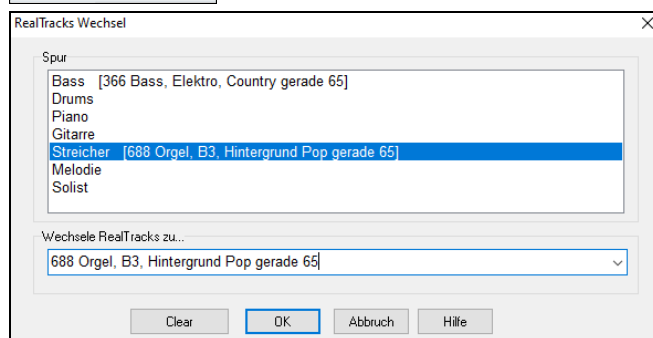 RealTracks Wechsel
Spur
Bass [366 Bass, Elektro, Country gerade 65]
Drums
Piano
Gitarre
Streicher [688 Orgel, B3, Hintergrund Pop gerade 65]
Melodie
Solist
Wechsele RealTracks zu...
688 Orgel, B3, Hintergrund Pop gerade 65
Clear OK Abbruch Hilfe